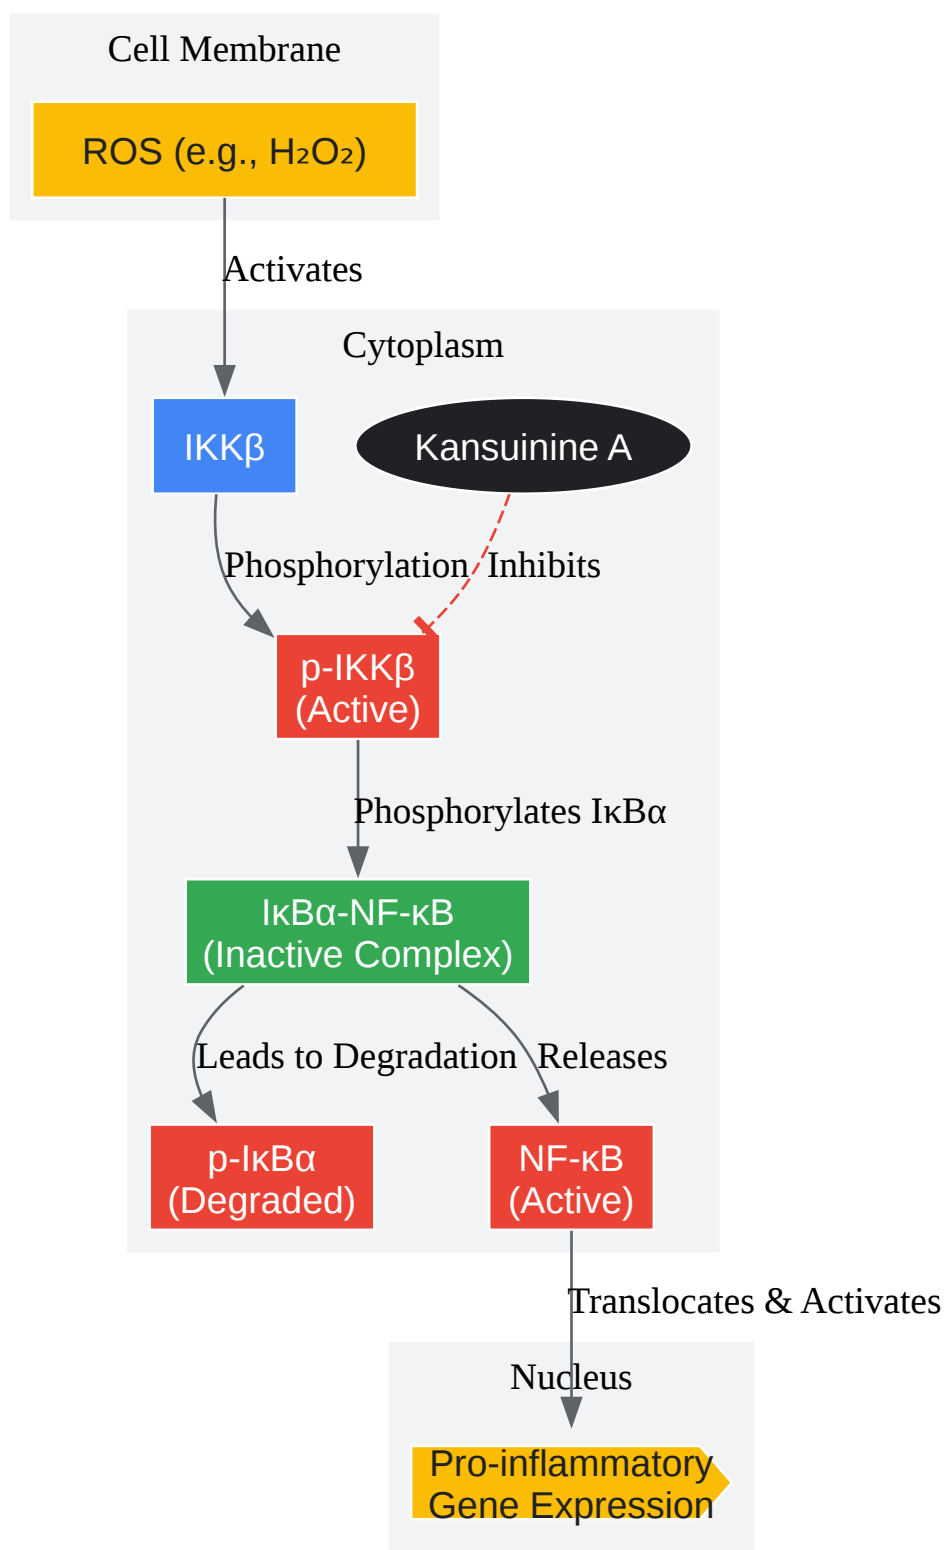 Cell Membrane
ROS (e.g., H₂O₂)
Activates
Cytoplasm
IKKβ
Kansuinine A
Phosphorylation
Inhibits
p-IKKβ
(Active)
Phosphorylates IκBα
IκBα-NF-κB
(Inactive Complex)
Leads to Degradation
Releases
p-IκBα
(Degraded)
NF-κB
(Active)
Translocates & Activates
Nucleus
Pro-inflammatory
Gene Expression